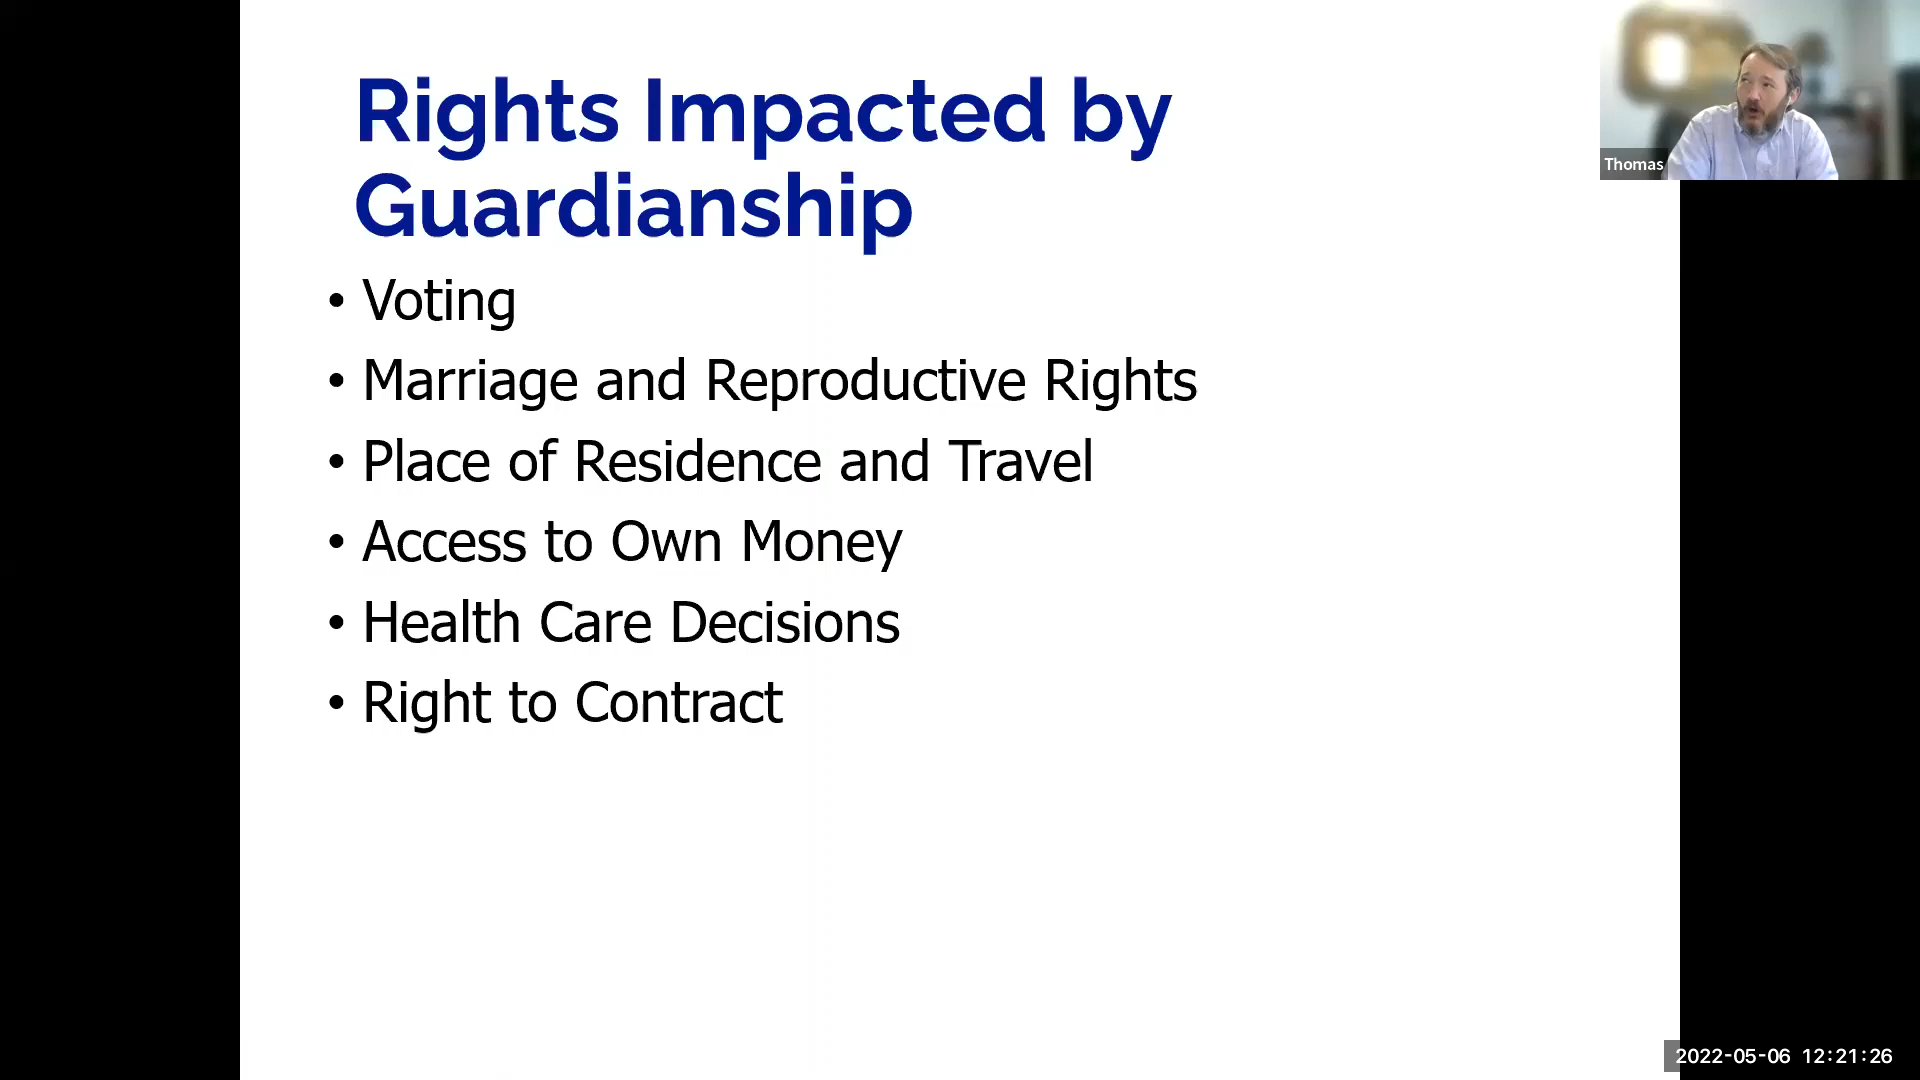 Rights Impacted by
Guardianship
• Voting
• Marriage and Reproductive Rights
• Place of Residence and Travel
• Access to Own Money
• Health Care Decisions
• Right to Contract
Thomas
2022-05-06 12:21:26